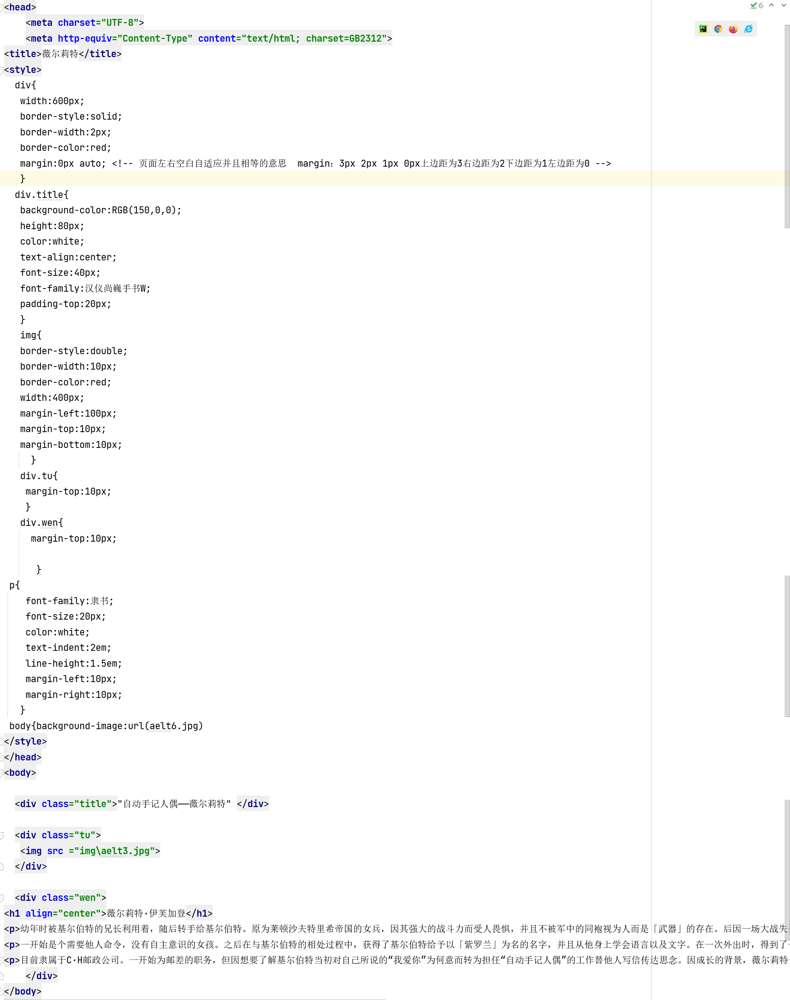 6
<head>
<meta charset="UTF-8">
<meta http-equiv="Content-Type" content="text/html; charset=GB2312">
<title>薇尔莉特</title>
<style>
div{
width:600px;
border-style:solid;
border-width:2px;
border-color:red;
margin:0px auto; <!-- 页面左右空白自适应并且相等的意思  margin：3px 2px 1px 0px上边距为3右边距为2下边距为1左边距为0 -->
}
div.title{
background-color:RGB(150,0,0);
height:80px;
color:white;
text-align:center;
font-size:40px;
font-family:汉仪尚巍手书W;
padding-top:20px;
}
img{
border-style:double;
border-width:10px;
border-color:red;
width:400px;
margin-left:100px;
margin-top:10px;
margin-bottom:10px;
}
div.tu{
margin-top:10px;
}
div.wen{
margin-top:10px;
}
p{
font-family:隶书;
font-size:20px;
color:white;
text-indent:2em;
line-height:1.5em;
margin-left:10px;
margin-right:10px;
}
body{background-image:url(aelt6.jpg)
</style>
</head>
<body>
<div class="title">"自动手记人偶——薇尔莉特" </div>
<div class="tu">
<img src ="img\aelt3.jpg">
</div>
<div class="wen">
<h1 align="center">薇尔莉特·伊芙加登</h1>
<p>幼年时被基尔伯特的兄长利用着，随后转手给基尔伯特。原为莱顿沙夫特里希帝国的女兵，因其强大的战斗力而受人畏惧，并且不被军中的同袍视为人而是「武器」的存在。后因一场大战失
<p>一开始是个需要他人命令，没有自主意识的女孩。之后在与基尔伯特的相处过程中，获得了基尔伯特给予以「紫罗兰」为名的名字，并且从他身上学会语言以及文字。在一次外出时，得到了
<p>目前隶属于C·H邮政公司。一开始为邮差的职务，但因想要了解基尔伯特当初对自己所说的“我爱你”为何意而转为担任“自动手记人偶”的工作替他人写信传达思念。因成长的背景，薇尔莉特
</div>
</body>